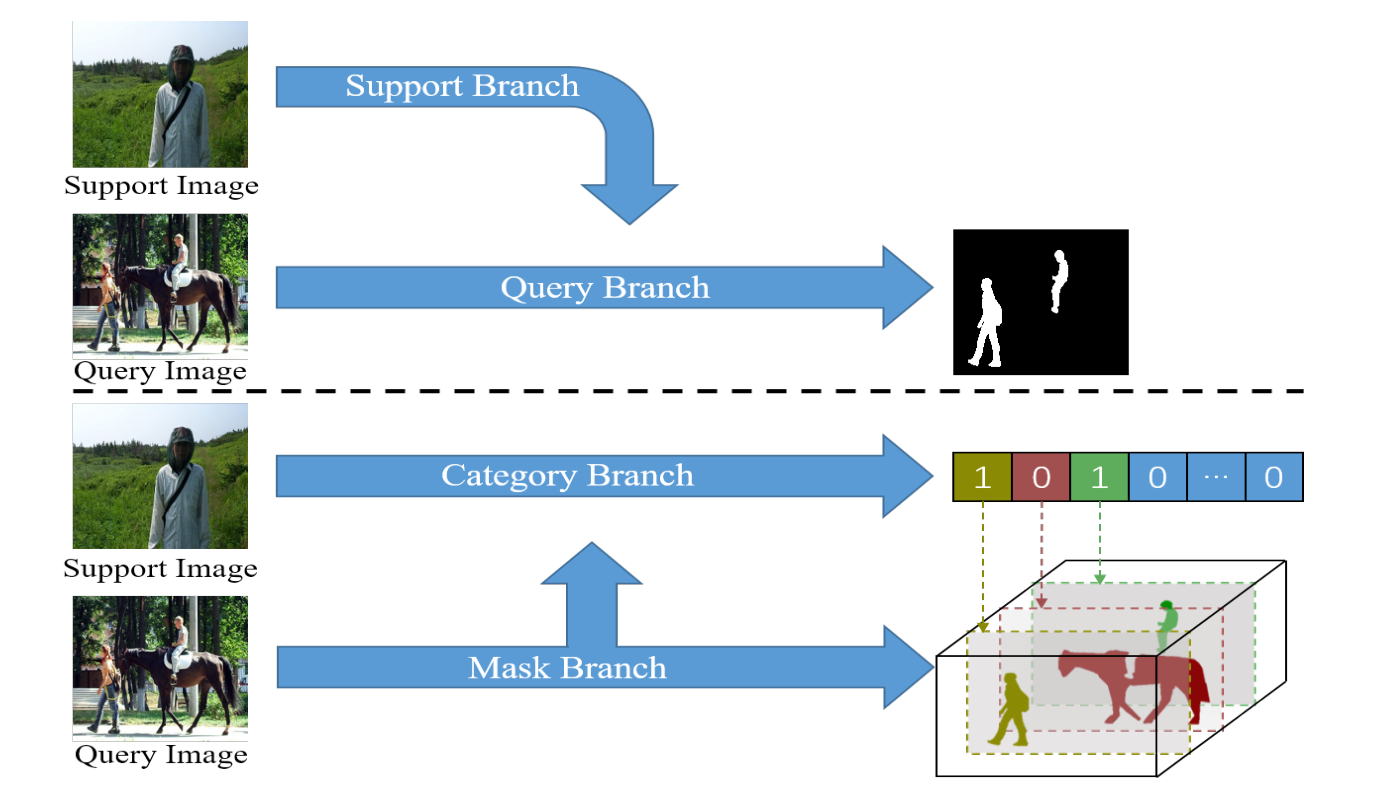 Support Branch
Support Image
Query Branch
Query Image
Category Branch
1 0 1 0 ... 0
Support Image
Mask Branch
Query Image